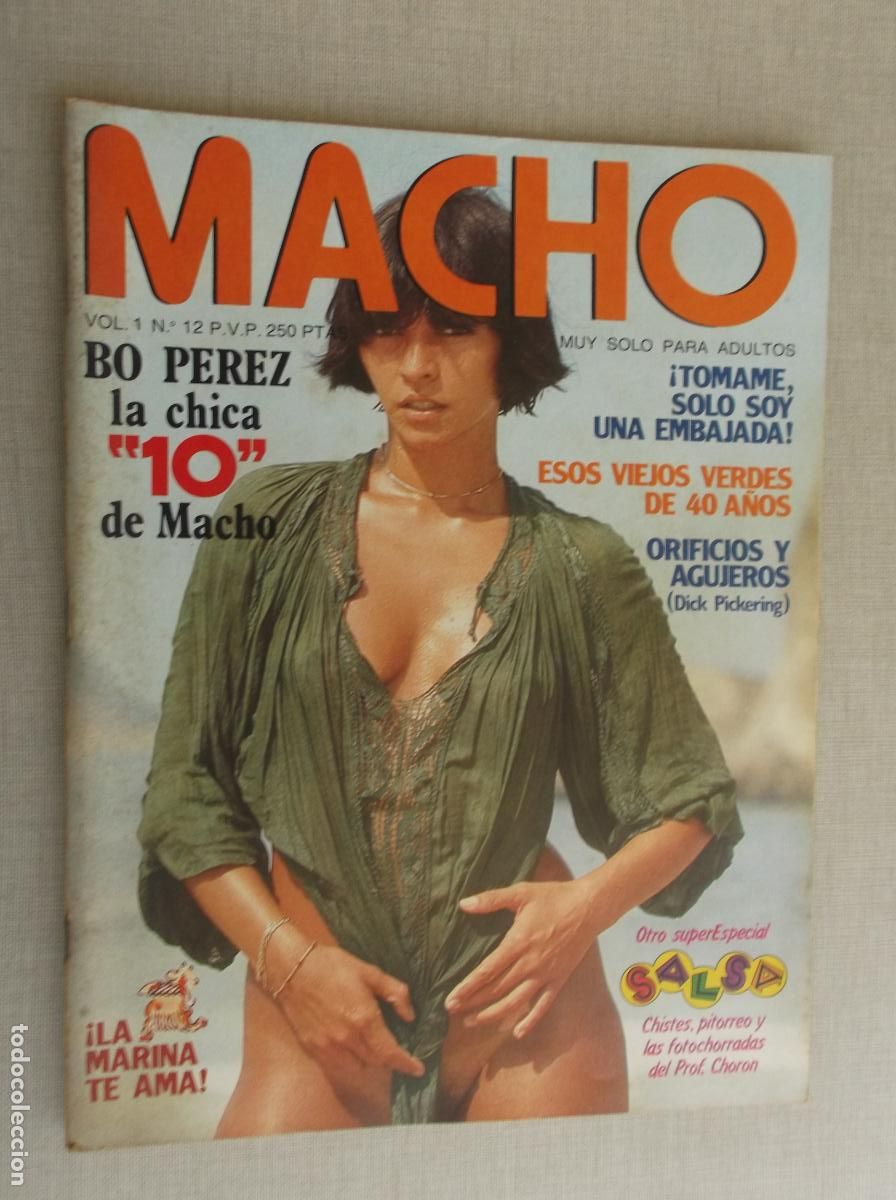 MACHO
VOL. 1 N.º 12 P.V.P. 250 PTAS
MUY SOLO PARA ADULTOS
BO PEREZ
la chica
"10"
de Macho
¡TOMAME,
SOLO SOY
UNA EMBAJADA!
ESOS VIEJOS VERDES
DE 40 AÑOS
ORIFICIOS Y
AGUJEROS
(Dick Pickering)
Otro superEspecial
SALSA
Chistes, pitorreo y
las fotochorradas
del Prof. Choron
¡LA
MARINA
TE AMA!
todocoleccion